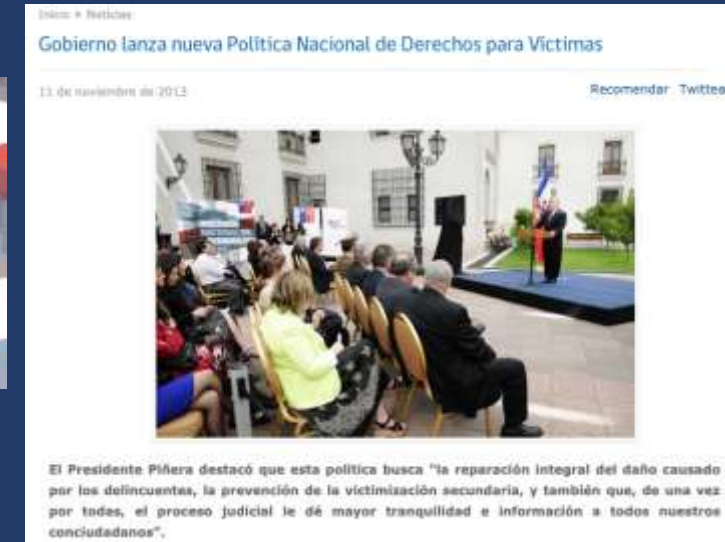 Inicio » Noticias
Gobierno lanza nueva Política Nacional de Derechos para Víctimas
11 de noviembre de 2013
Recomendar Twittea
El Presidente Piñera destacó que esta política busca "la reparación integral del daño causado
por los delincuentes, la prevención de la victimización secundaria, y también que, de una vez
por todas, el proceso judicial le dé mayor tranquilidad e información a todos nuestros
conciudadanos".